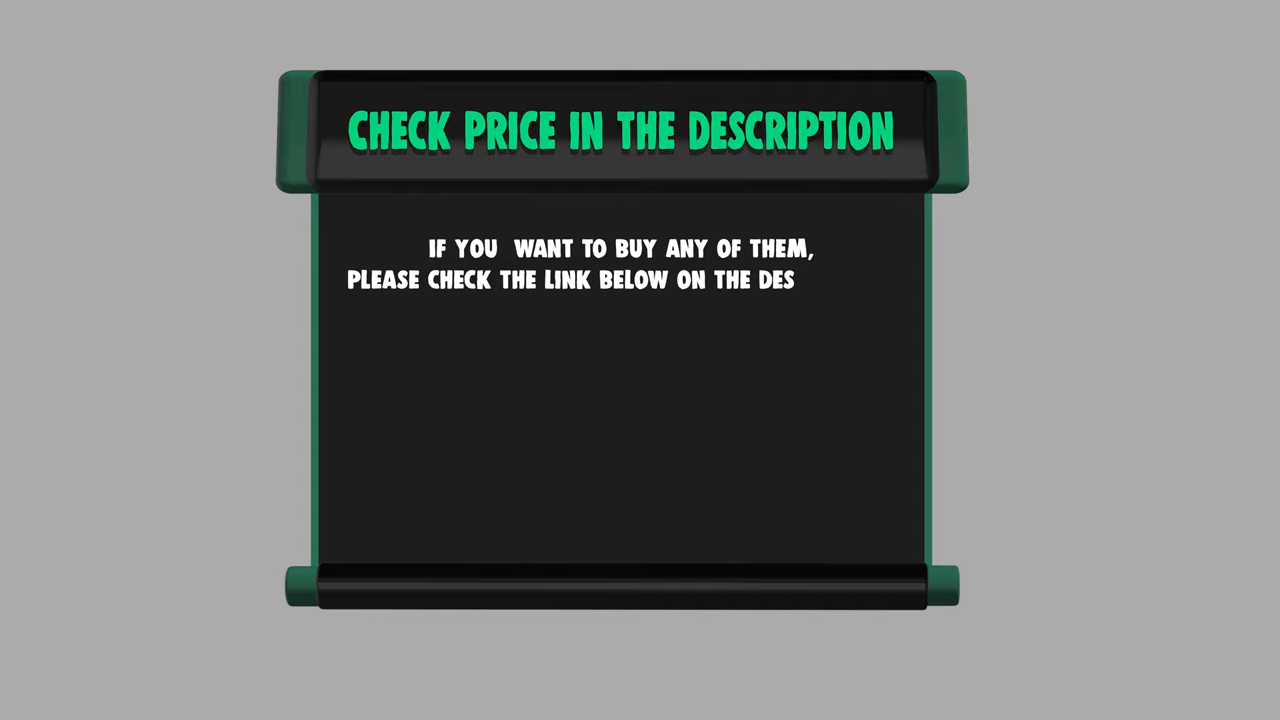 CHECK PRICE IN THE DESCRIPTION
IF YOU WANT TO BUY ANY OF THEM,
PLEASE CHECK THE LINK BELOW ON THE DES